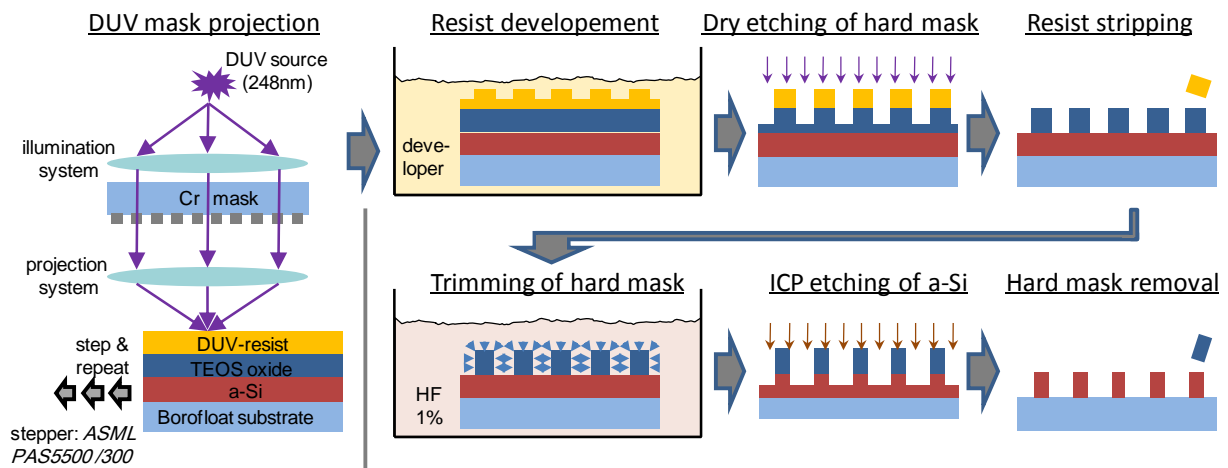 DUV mask projection
DUV source
(248nm)
illumination
system
Cr mask
projection
system
step &
repeat
DUV-resist
TEOS oxide
a-Si
Borofloat substrate
stepper: ASML
PAS5500/300
Resist developement
deve-
loper
Dry etching of hard mask
Resist stripping
Trimming of hard mask
HF
1%
ICP etching of a-Si
Hard mask removal